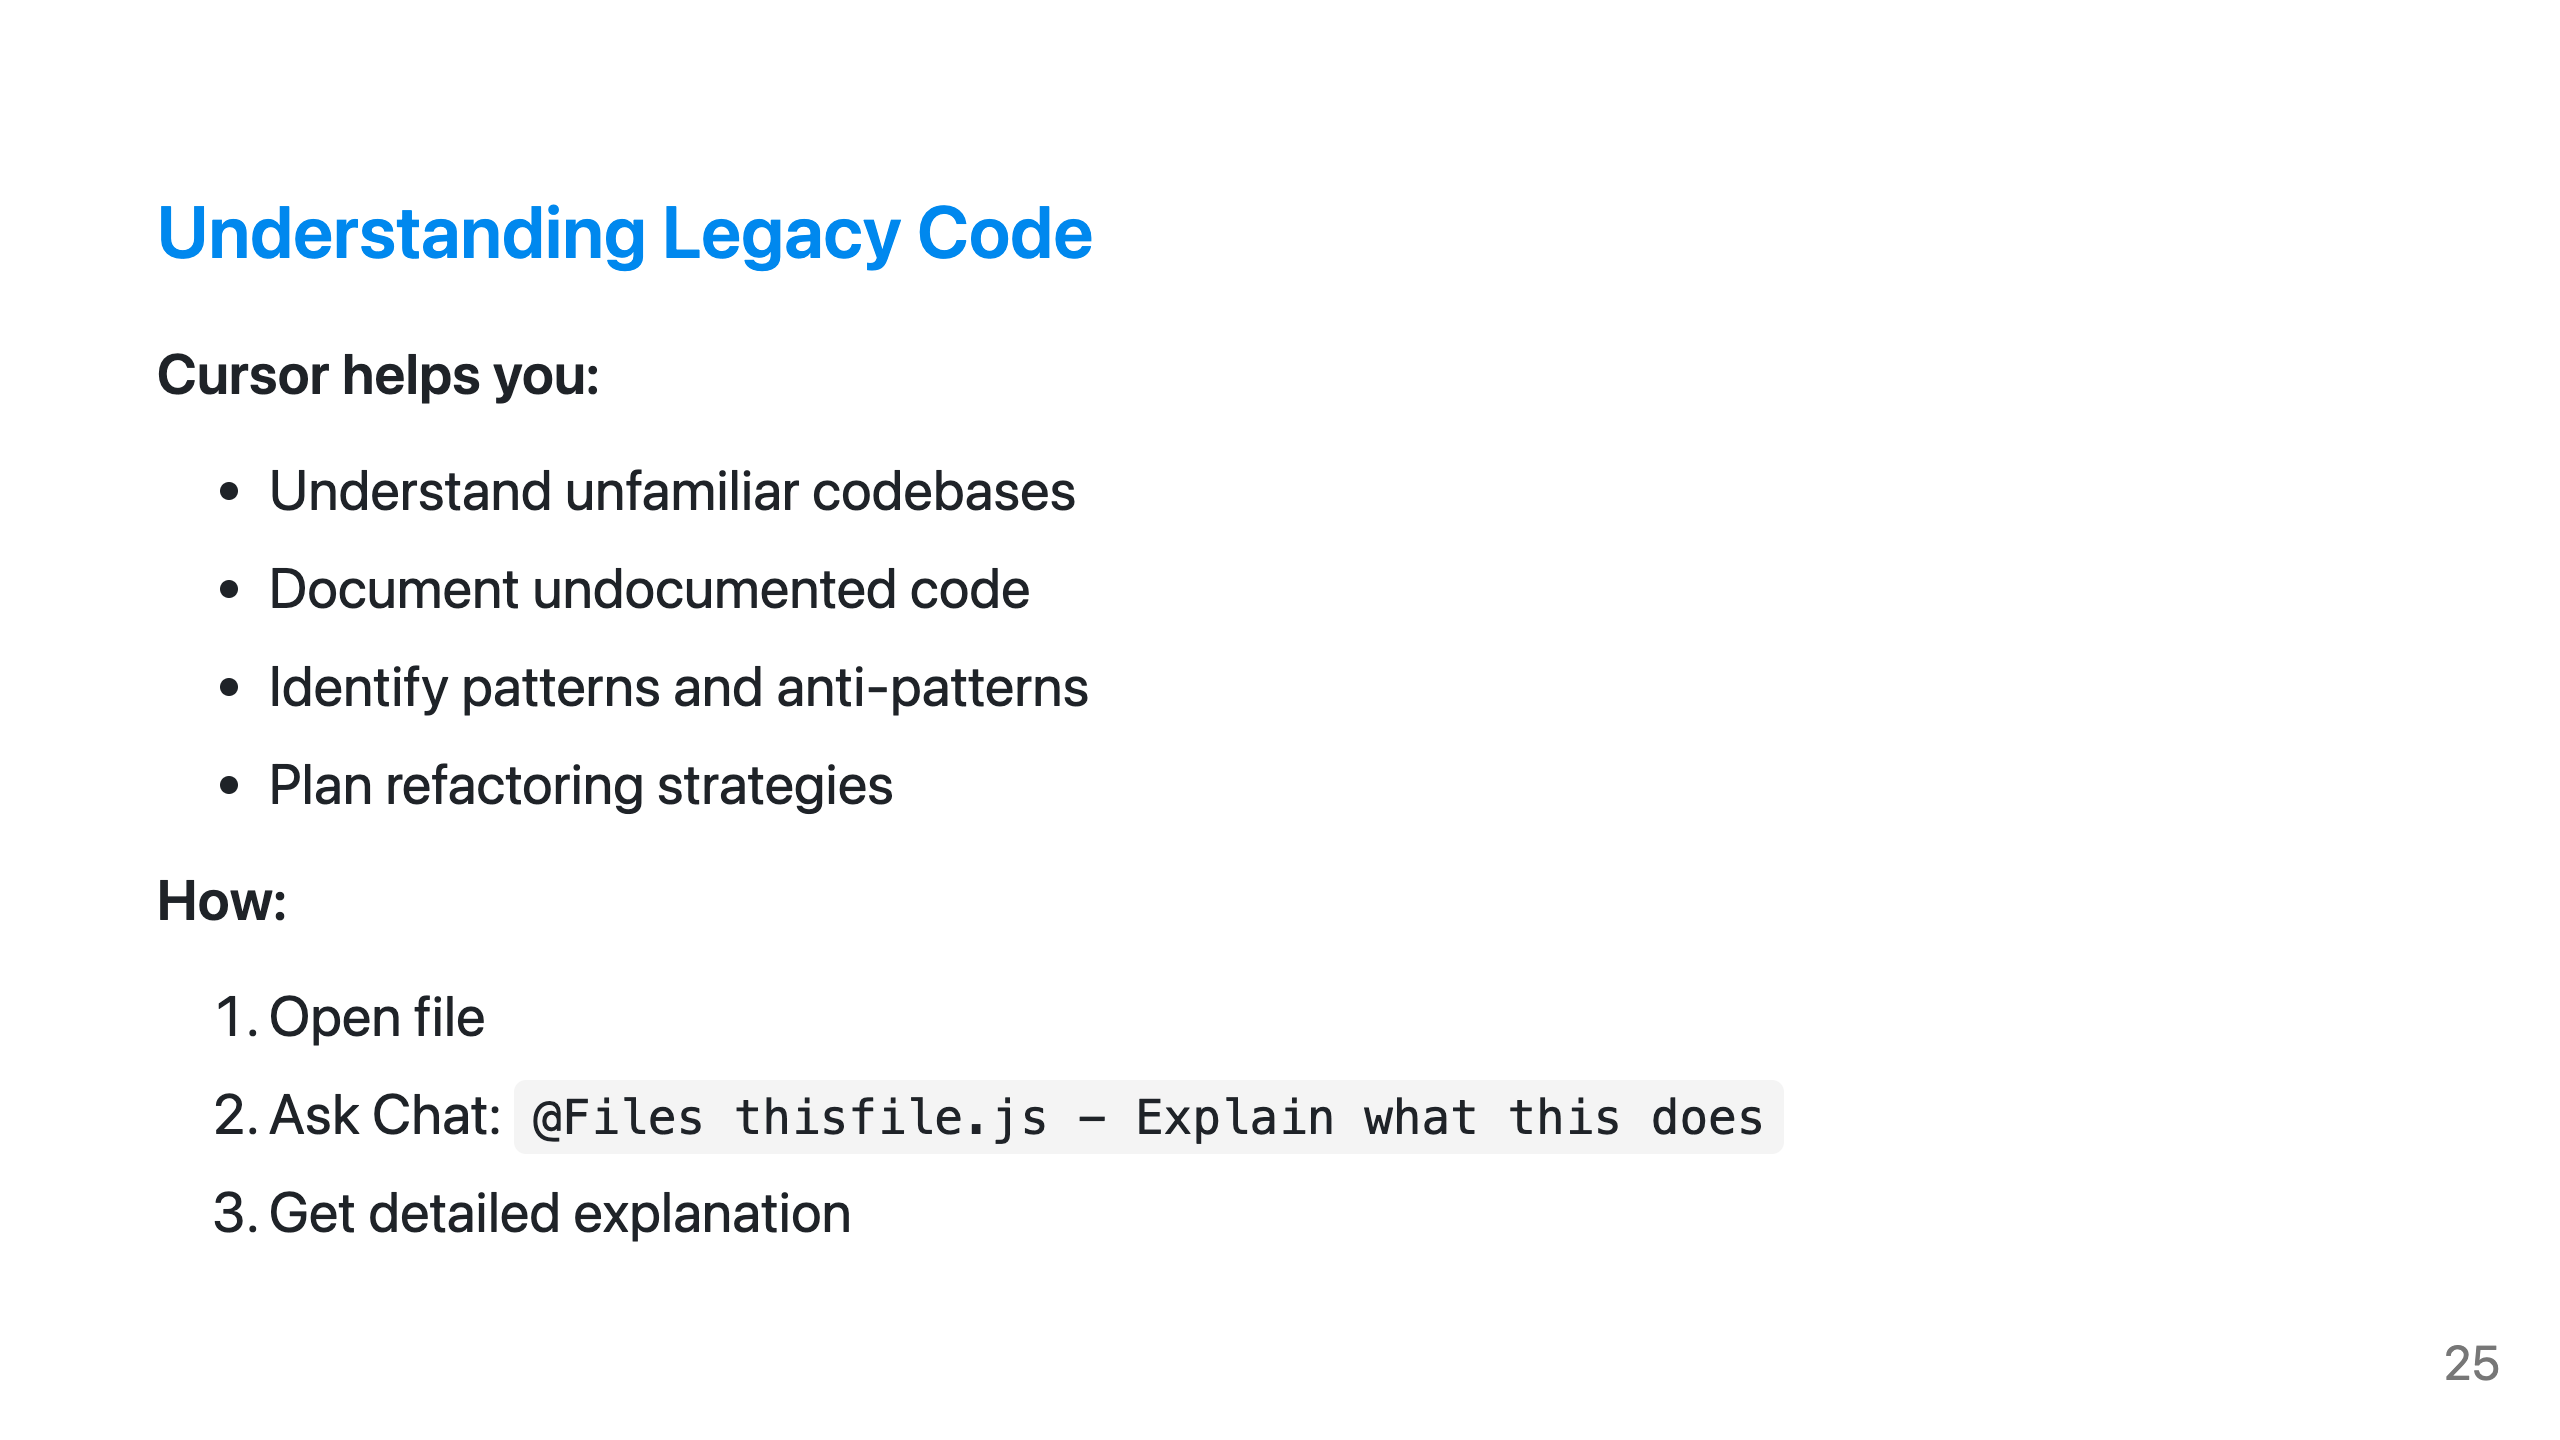 Understanding Legacy Code
Cursor helps you:
• Understand unfamiliar codebases
• Document undocumented code
• Identify patterns and anti-patterns
• Plan refactoring strategies
How:
1. Open file
2. Ask Chat: @Files thisfile.js – Explain what this does
3. Get detailed explanation
25